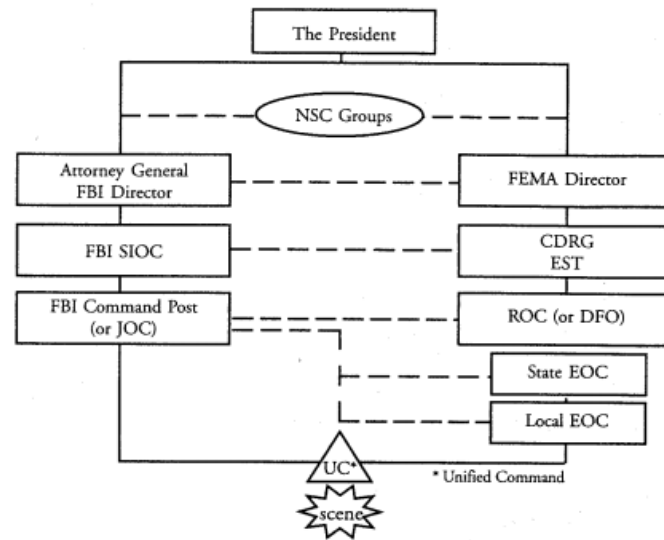 The President
NSC Groups
Attorney General
FBI Director
FEMA Director
FBI SIOC
CDRG
EST
FBI Command Post
(or JOC)
ROC (or DFO)
State EOC
Local EOC
UC*
* Unified Command
scene